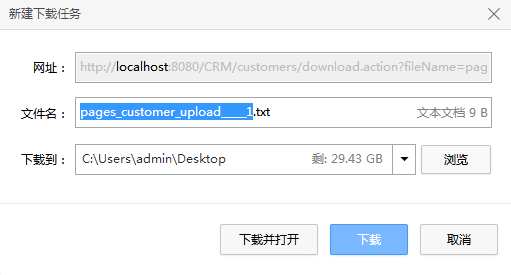 新建下载任务
网址： http://localhost:8080/CRM/customers/download.action?fileName=pag
文件名： pages_customer_upload_____1.txt 文本文档 9 B
下载到： C:\Users\admin\Desktop 剩: 29.43 GB 浏览
下载并打开 下载 取消